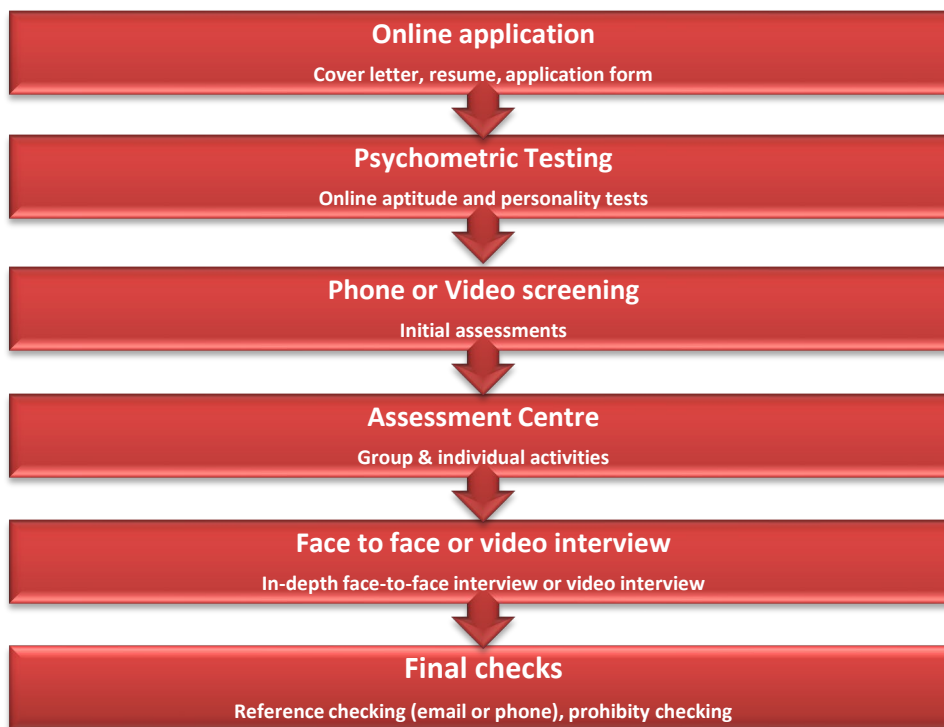 Online application
Cover letter, resume, application form
Psychometric Testing
Online aptitude and personality tests
Phone or Video screening
Initial assessments
Assessment Centre
Group & individual activities
Face to face or video interview
In-depth face-to-face interview or video interview
Final checks
Reference checking (email or phone), prohibity checking